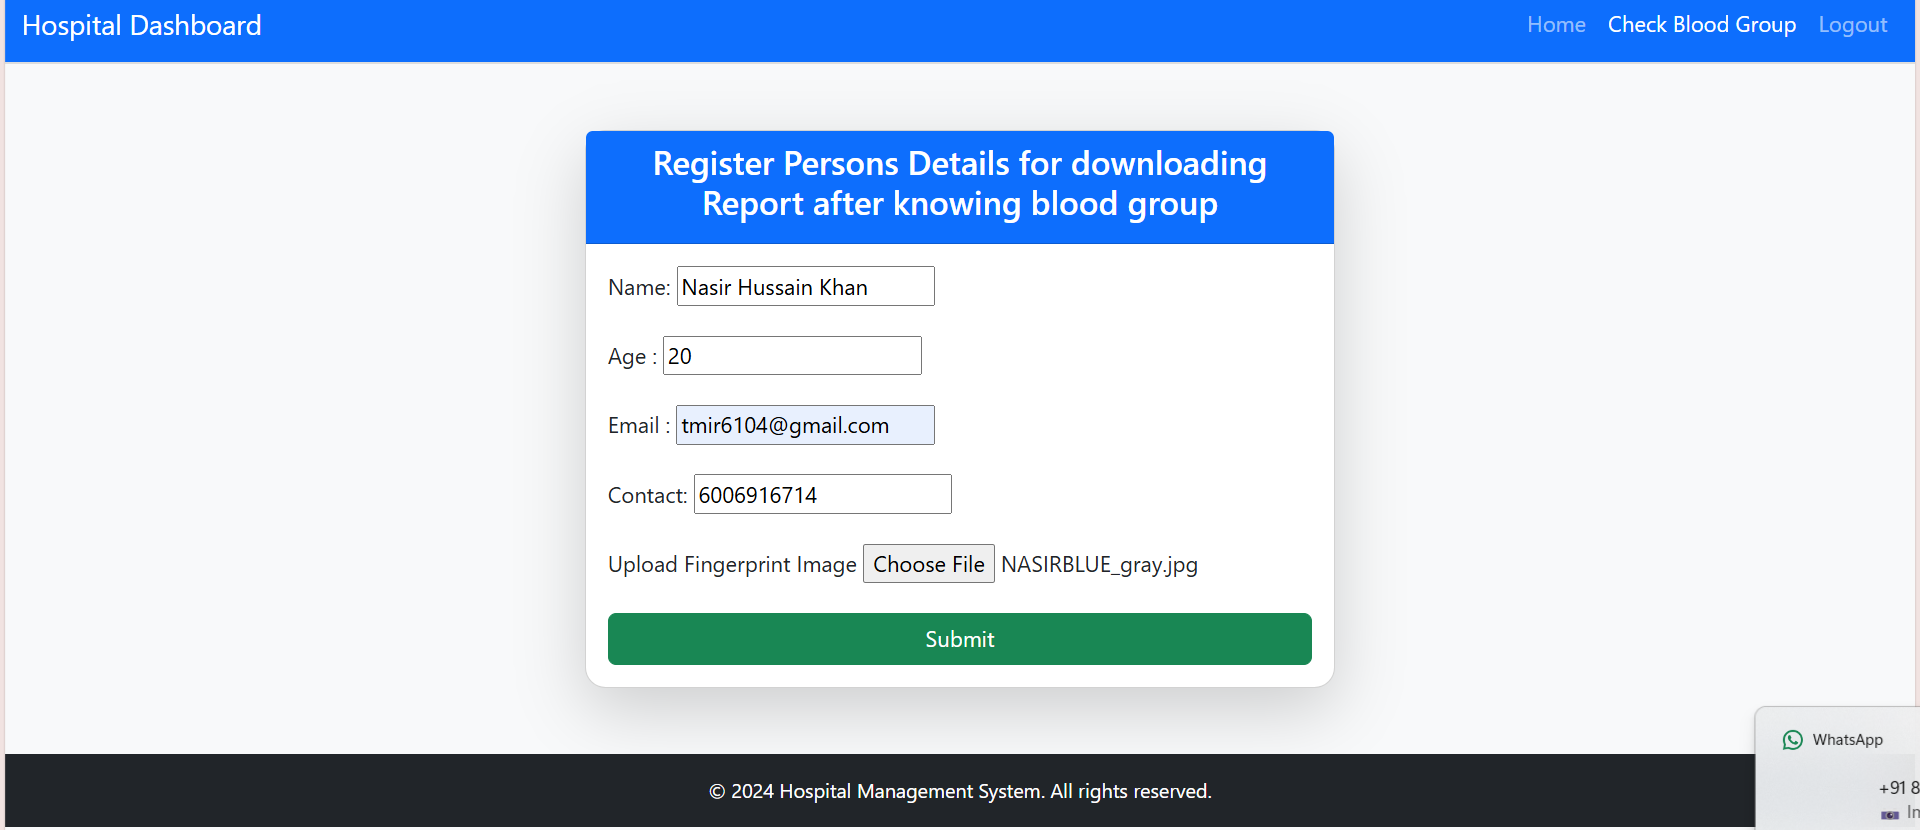 Hospital Dashboard
Home Check Blood Group Logout
Register Persons Details for downloading
Report after knowing blood group
Name: Nasir Hussain Khan
Age : 20
Email : tmir6104@gmail.com
Contact: 6006916714
Upload Fingerprint Image Choose File NASIRBLUE_gray.jpg
Submit
WhatsApp
+91 8
In
© 2024 Hospital Management System. All rights reserved.